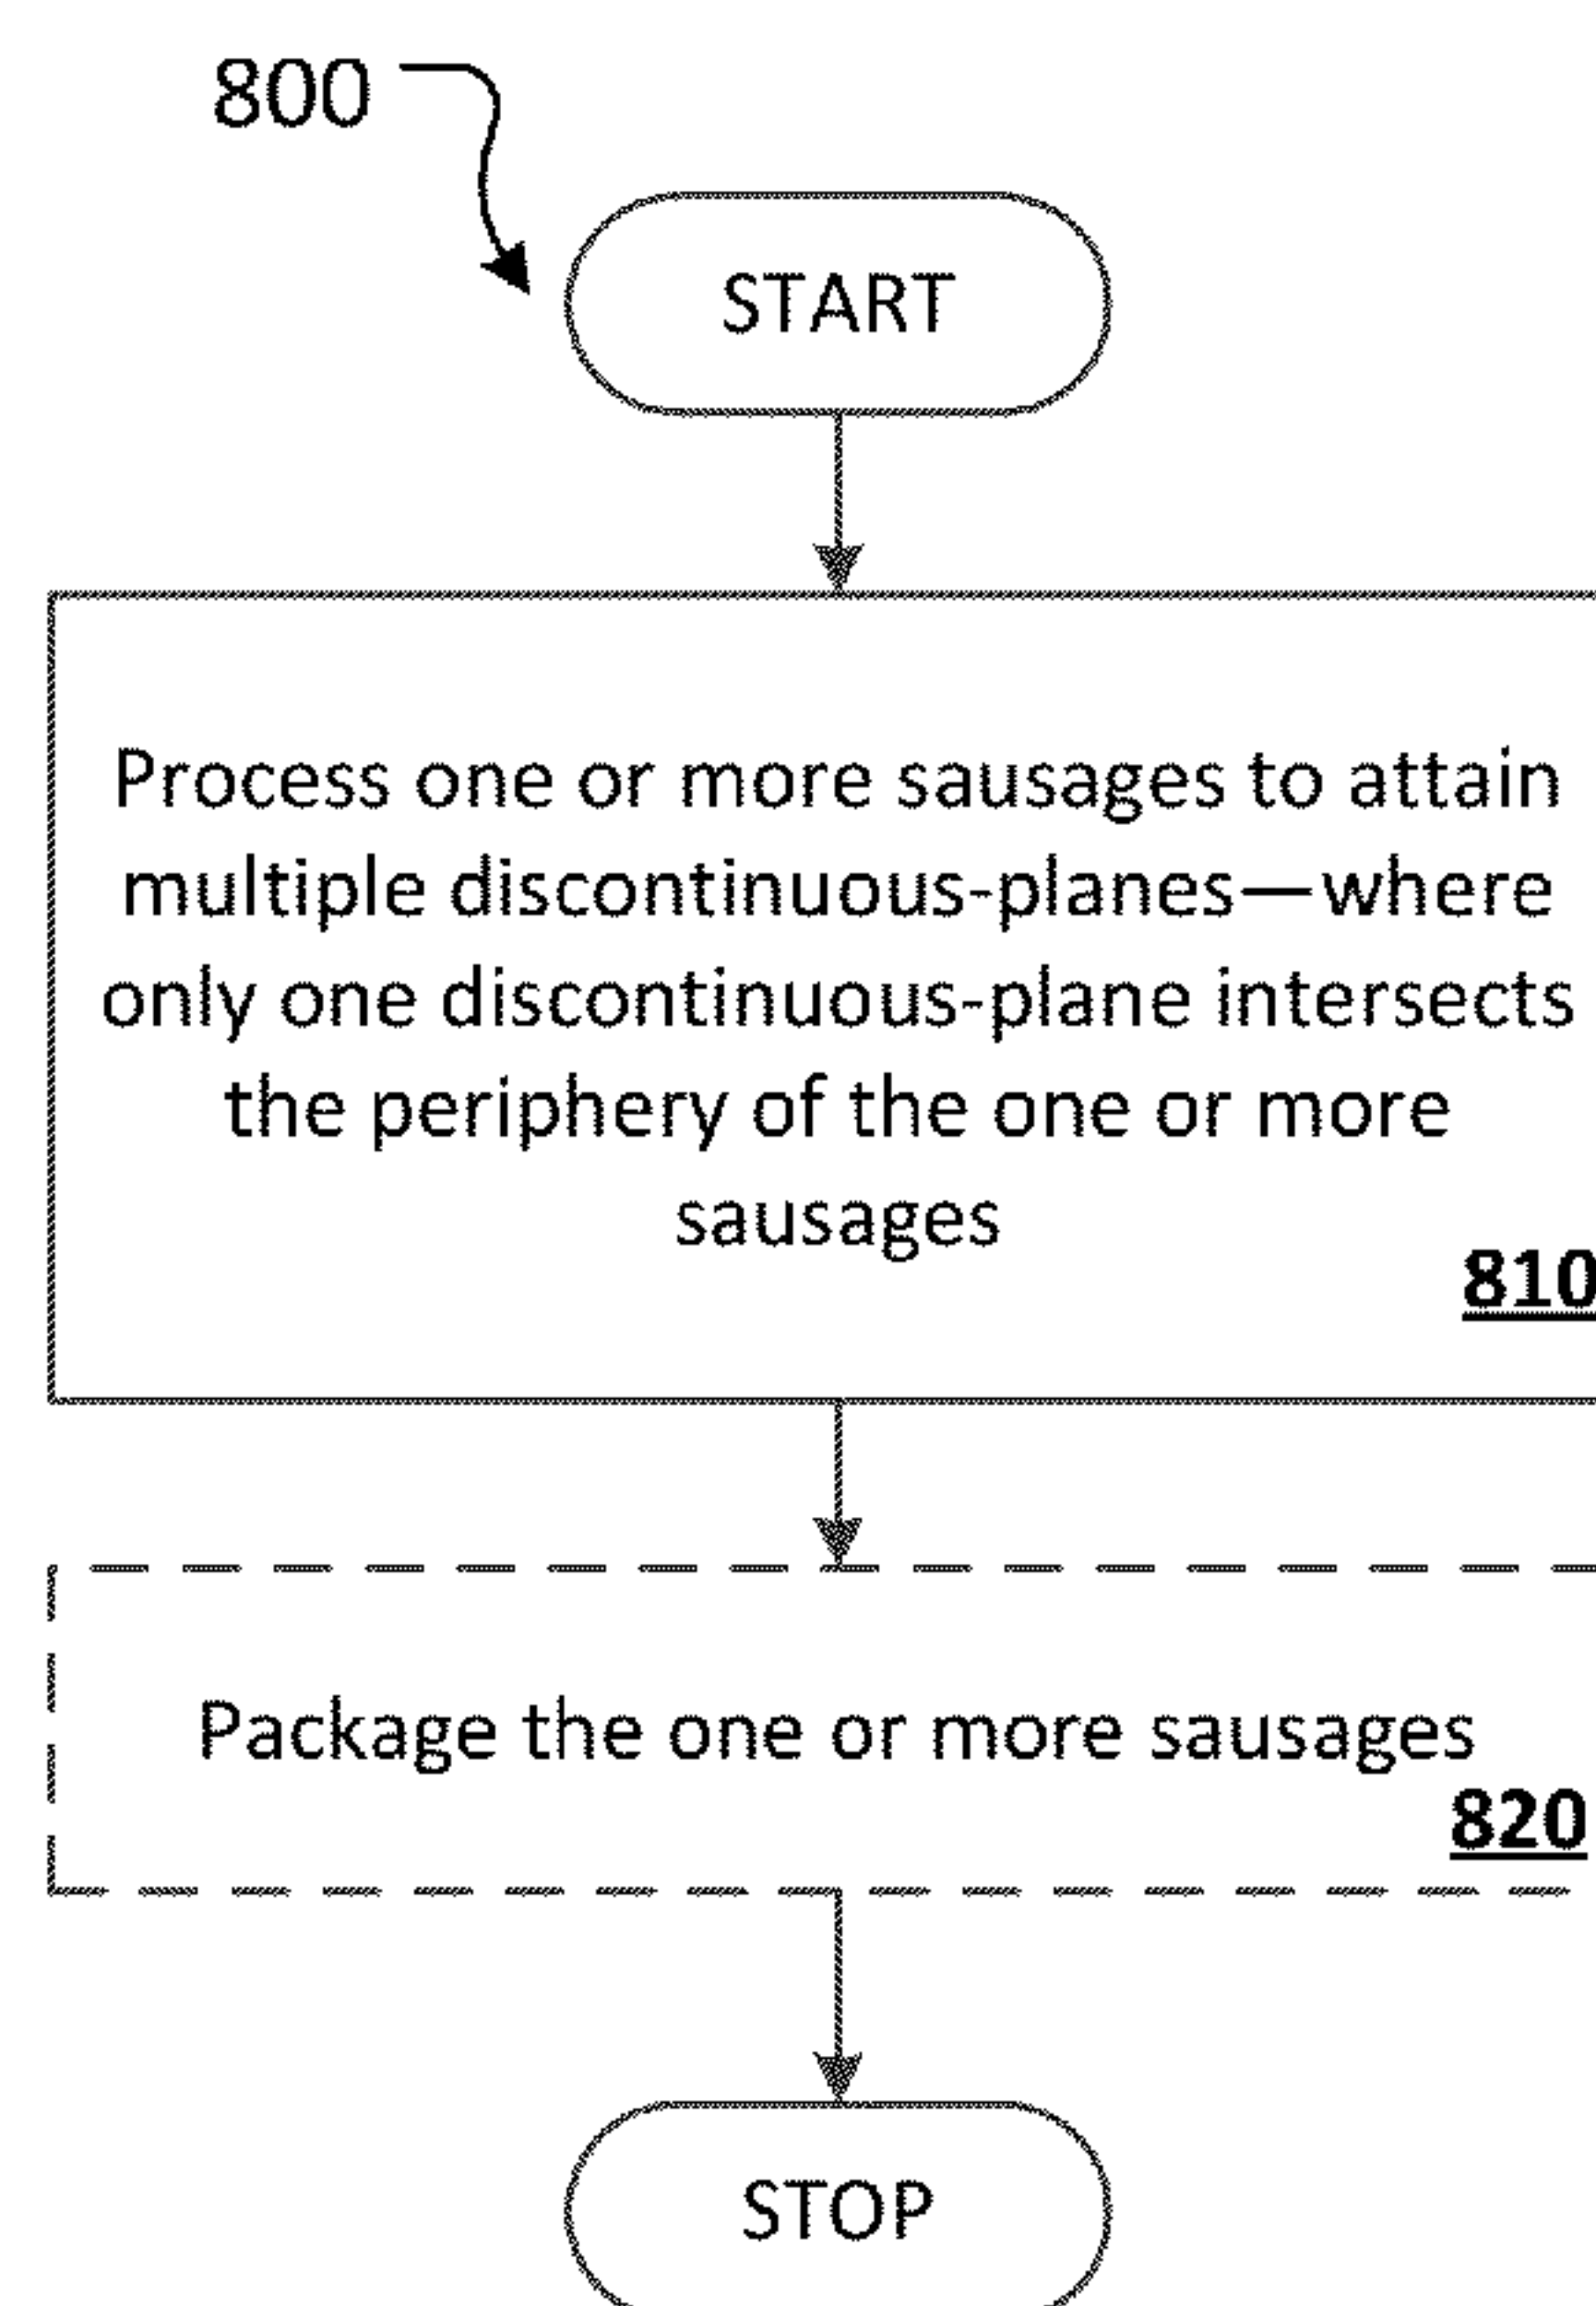 800
START
Process one or more sausages to attain
multiple discontinuous-planes—where
only one discontinuous-plane intersects
the periphery of the one or more
sausages
810
Package the one or more sausages
820
STOP